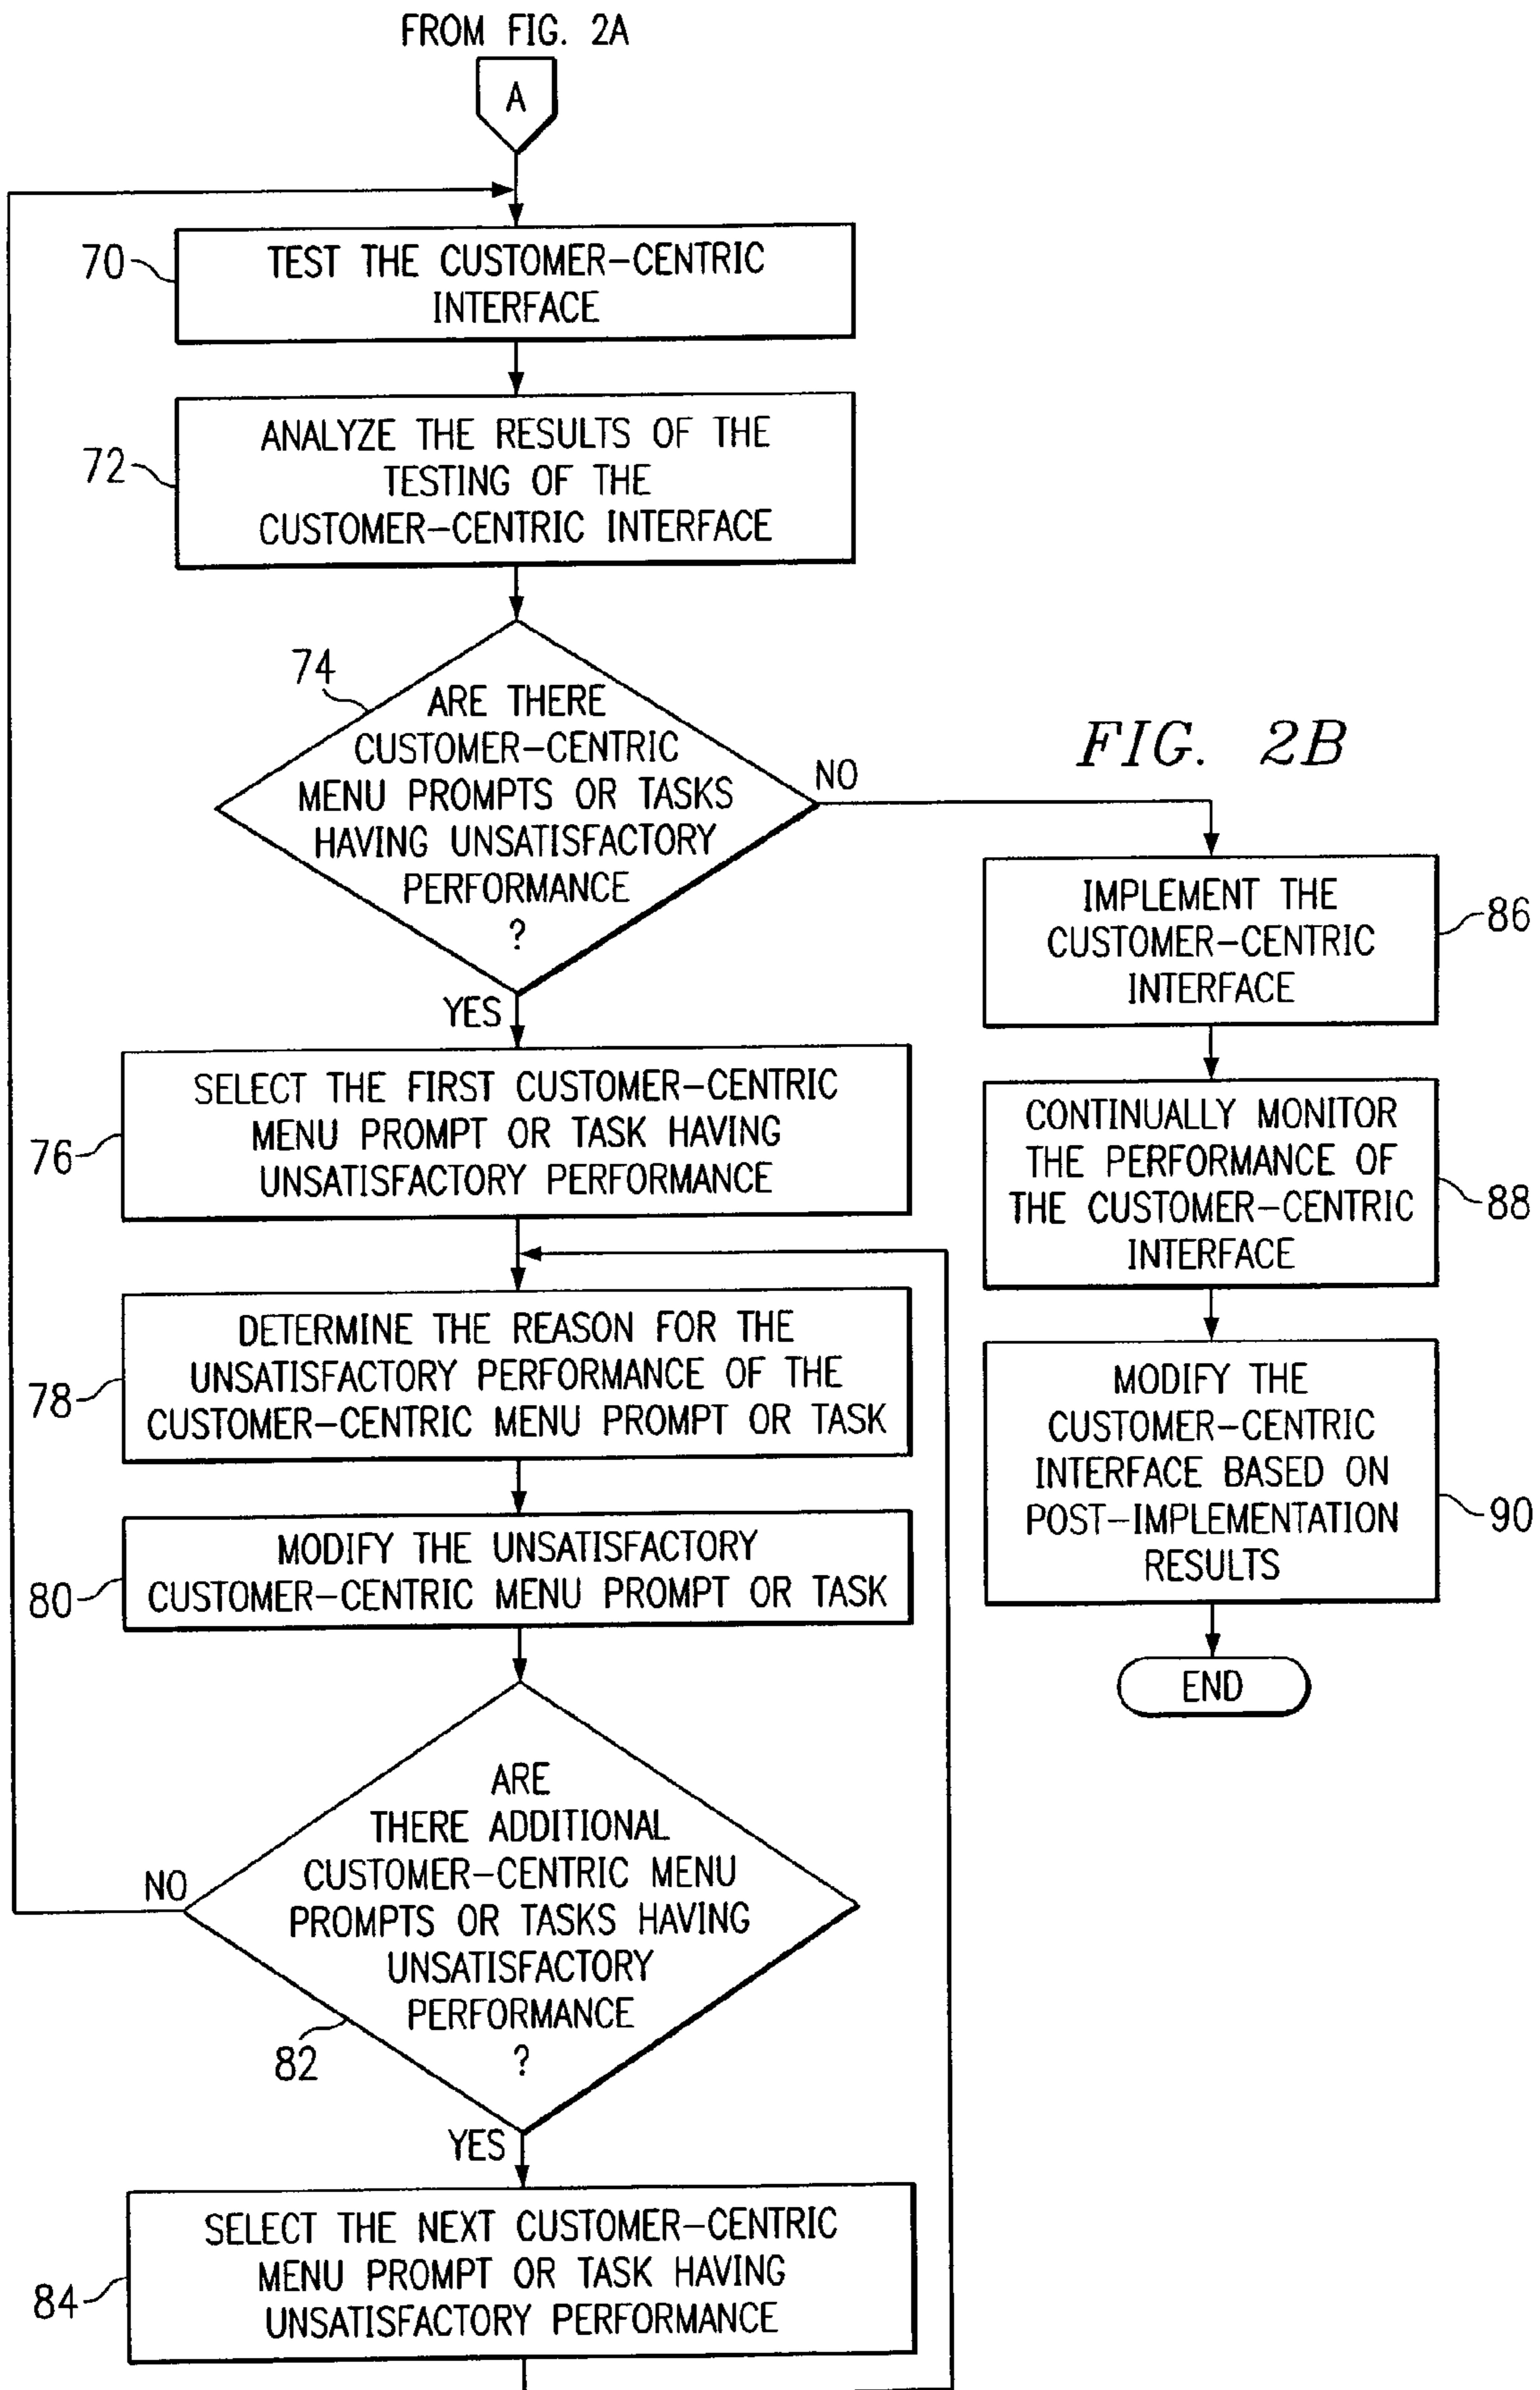 FROM FIG. 2A
A
70
TEST THE CUSTOMER-CENTRIC
INTERFACE
72
ANALYZE THE RESULTS OF THE
TESTING OF THE
CUSTOMER-CENTRIC INTERFACE
74
ARE THERE
CUSTOMER-CENTRIC
MENU PROMPTS OR TASKS
HAVING UNSATISFACTORY
PERFORMANCE
?
NO
YES
FIG. 2B
76
SELECT THE FIRST CUSTOMER-CENTRIC
MENU PROMPT OR TASK HAVING
UNSATISFACTORY PERFORMANCE
78
DETERMINE THE REASON FOR THE
UNSATISFACTORY PERFORMANCE OF THE
CUSTOMER-CENTRIC MENU PROMPT OR TASK
80
MODIFY THE UNSATISFACTORY
CUSTOMER-CENTRIC MENU PROMPT OR TASK
82
ARE
THERE ADDITIONAL
CUSTOMER-CENTRIC MENU
PROMPTS OR TASKS HAVING
UNSATISFACTORY
PERFORMANCE
?
NO
YES
84
SELECT THE NEXT CUSTOMER-CENTRIC
MENU PROMPT OR TASK HAVING
UNSATISFACTORY PERFORMANCE
IMPLEMENT THE
CUSTOMER-CENTRIC
INTERFACE
86
CONTINUALLY MONITOR
THE PERFORMANCE OF
THE CUSTOMER-CENTRIC
INTERFACE
88
MODIFY THE
CUSTOMER-CENTRIC
INTERFACE BASED ON
POST-IMPLEMENTATION
RESULTS
90
END